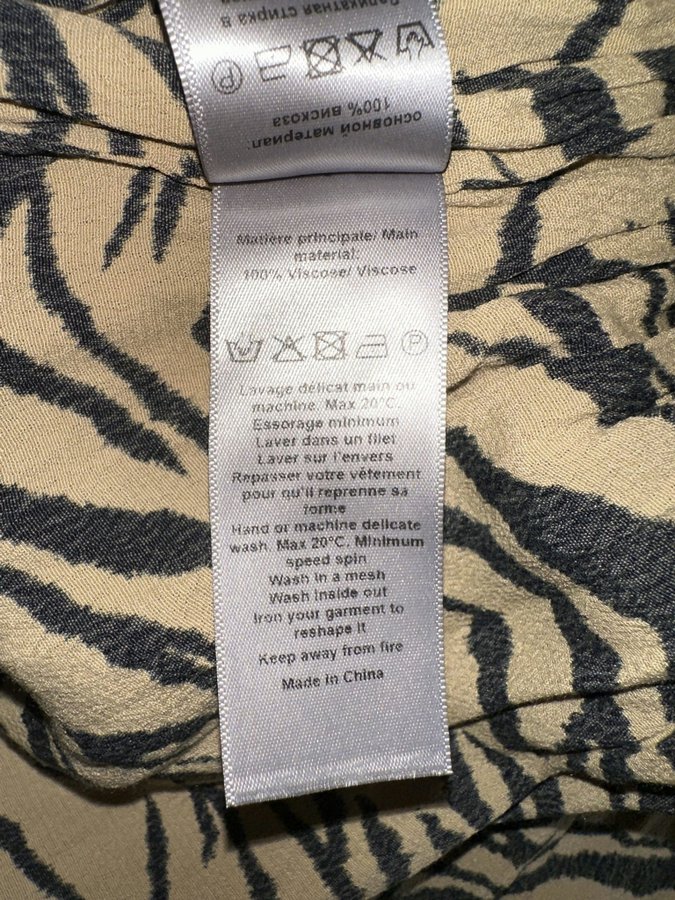 Деликатная стирка в
основной материал:
100% вискоза
P
Matière principale/ Main
material:
100% Viscose/ Viscose
P
Lavage délicat main ou
machine. Max 20°C.
Essorage minimum
Laver dans un filet
Laver sur l'envers
Repasser votre vêtement
pour qu'il reprenne sa
forme
Hand or machine delicate
wash. Max 20°C. Minimum
speed spin
Wash in a mesh
Wash inside out
Iron your garment to
reshape it
Keep away from fire
Made in China